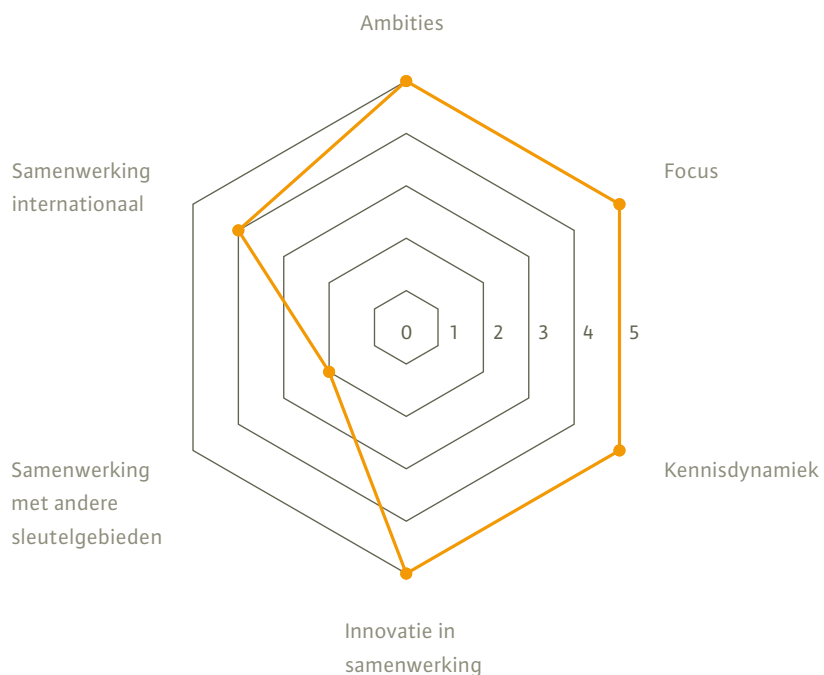 Ambities
Samenwerking
internationaal
Focus
0 1 2 3 4 5
Samenwerking
met andere
sleutelgebieden
Kennisdynamiek
Innovatie in
samenwerking